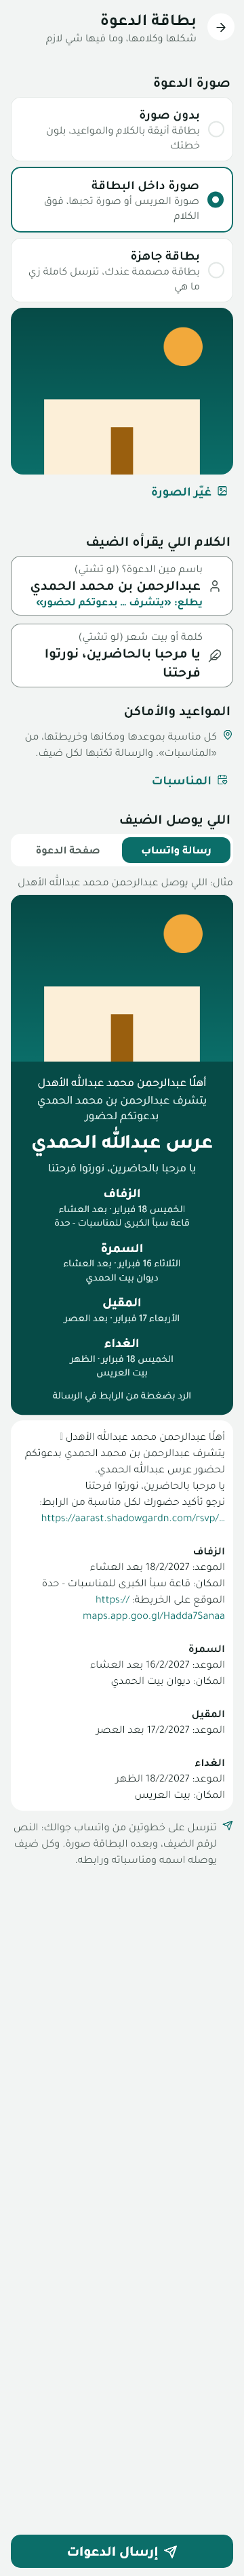 بطاقة الدعوة
شكلها وكلامها، وما فيها شي لازم
صورة الدعوة
بدون صورة
بطاقة أنيقة بالكلام والمواعيد، بلون
خطتك
صورة داخل البطاقة
صورة العريس أو صورة تحبها، فوق
الكلام
بطاقة جاهزة
بطاقة مصممة عندك، تنرسل كاملة زي
ما هي
غيّر الصورة
الكلام اللي يقرأه الضيف
باسم مين الدعوة؟ (لو تشتي)
عبدالرحمن بن محمد الحمدي
يطلع: «يتشرف … بدعوتكم لحضور»
كلمة أو بيت شعر (لو تشتي)
يا مرحبا بالحاضرين، نورتوا
فرحتنا
المواعيد والأماكن
كل مناسبة بموعدها ومكانها وخريطتها، من
«المناسبات». والرسالة تكتبها لكل ضيف.
المناسبات
اللي يوصل الضيف
رسالة واتساب
صفحة الدعوة
مثال: اللي يوصل عبدالرحمن محمد عبدالله الأهدل
أهلًا عبدالرحمن محمد عبدالله الأهدل
يتشرف عبدالرحمن بن محمد الحمدي
بدعوتكم لحضور
عرس عبدالله الحمدي
يا مرحبا بالحاضرين، نورتوا فرحتنا
الزفاف
الخميس 18 فبراير · بعد العشاء
قاعة سبأ الكبرى للمناسبات - حدة
السمرة
الثلاثاء 16 فبراير · بعد العشاء
ديوان بيت الحمدي
المقيل
الأربعاء 17 فبراير · بعد العصر
الغداء
الخميس 18 فبراير · الظهر
بيت العريس
الرد بضغطة من الرابط في الرسالة
أهلًا عبدالرحمن محمد عبدالله الأهدل
يتشرف عبدالرحمن بن محمد الحمدي بدعوتكم
لحضور عرس عبدالله الحمدي.
يا مرحبا بالحاضرين، نورتوا فرحتنا
نرجو تأكيد حضورك لكل مناسبة من الرابط:
https://aarast.shadowgardn.com/rsvp/…
الزفاف
الموعد: 18/2/2027 بعد العشاء
المكان: قاعة سبأ الكبرى للمناسبات - حدة
الموقع على الخريطة: https://
maps.app.goo.gl/Hadda7Sanaa
السمرة
الموعد: 16/2/2027 بعد العشاء
المكان: ديوان بيت الحمدي
المقيل
الموعد: 17/2/2027 بعد العصر
الغداء
الموعد: 18/2/2027 الظهر
المكان: بيت العريس
تنرسل على خطوتين من واتساب جوالك: النص
لرقم الضيف، وبعده البطاقة صورة. وكل ضيف
يوصله اسمه ومناسباته ورابطه.
إرسال الدعوات